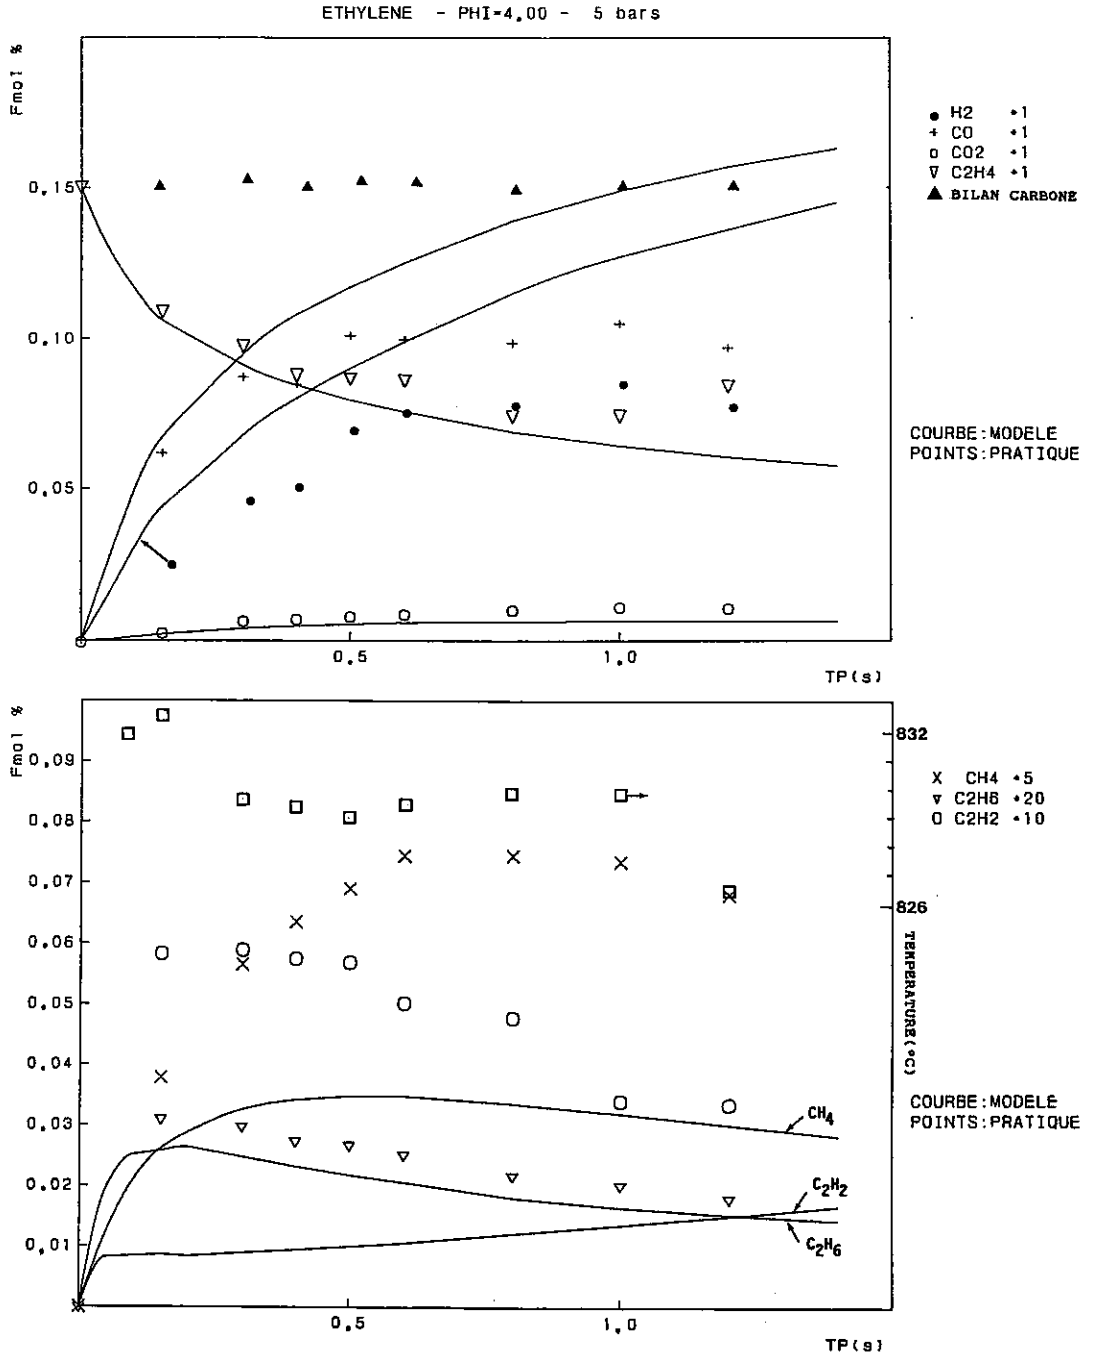 ETHYLENE - PHI=4.00 - 5 bars
Fmol %
H2 *1
CO *1
CO2 *1
C2H4 *1
BILAN CARBONE
0.15
0.10
0.05
COURBE:MODELE
POINTS:PRATIQUE
0.5
1.0
TP(s)
Fmol %
832
0.09
CH4 *5
C2H6 *20
C2H2 *10
0.08
0.07
826
0.06
TEMPERATURE(°C)
0.05
0.04
0.03
CH4
COURBE:MODELE
POINTS:PRATIQUE
0.02
C2H2
0.01
C2H6
0.5
1.0
TP(s)